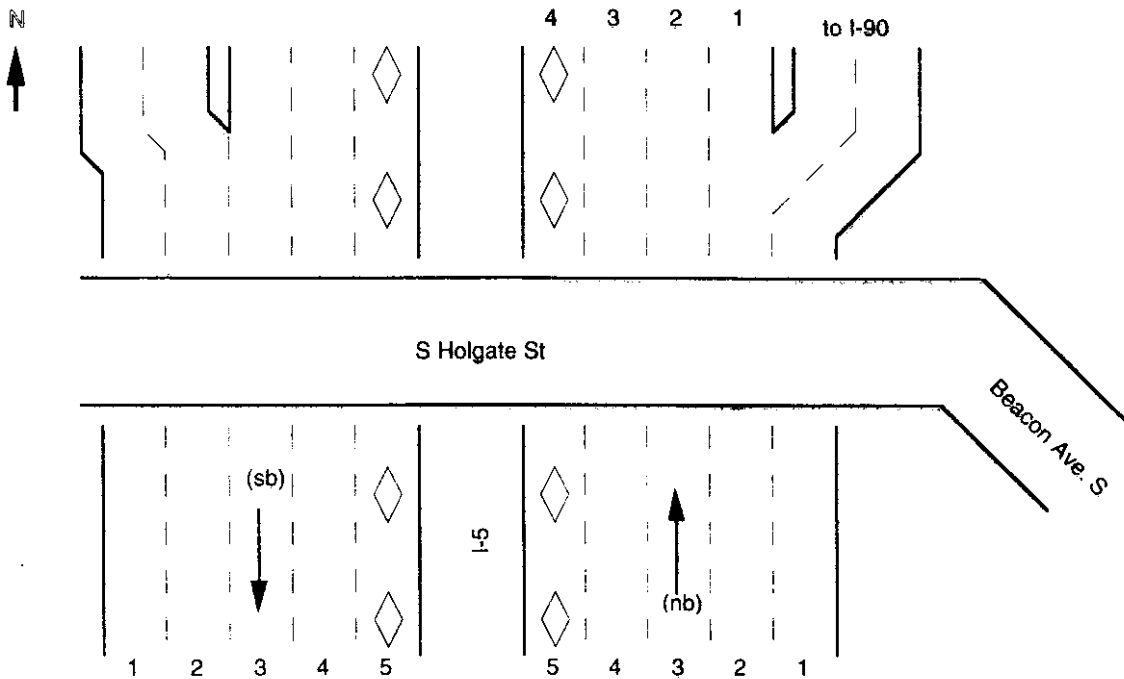 N
4 3 2 1
to I-90
S Holgate St
Beacon Ave. S
(sb)
I-5
(nb)
1 2 3 4 5
5 4 3 2 1